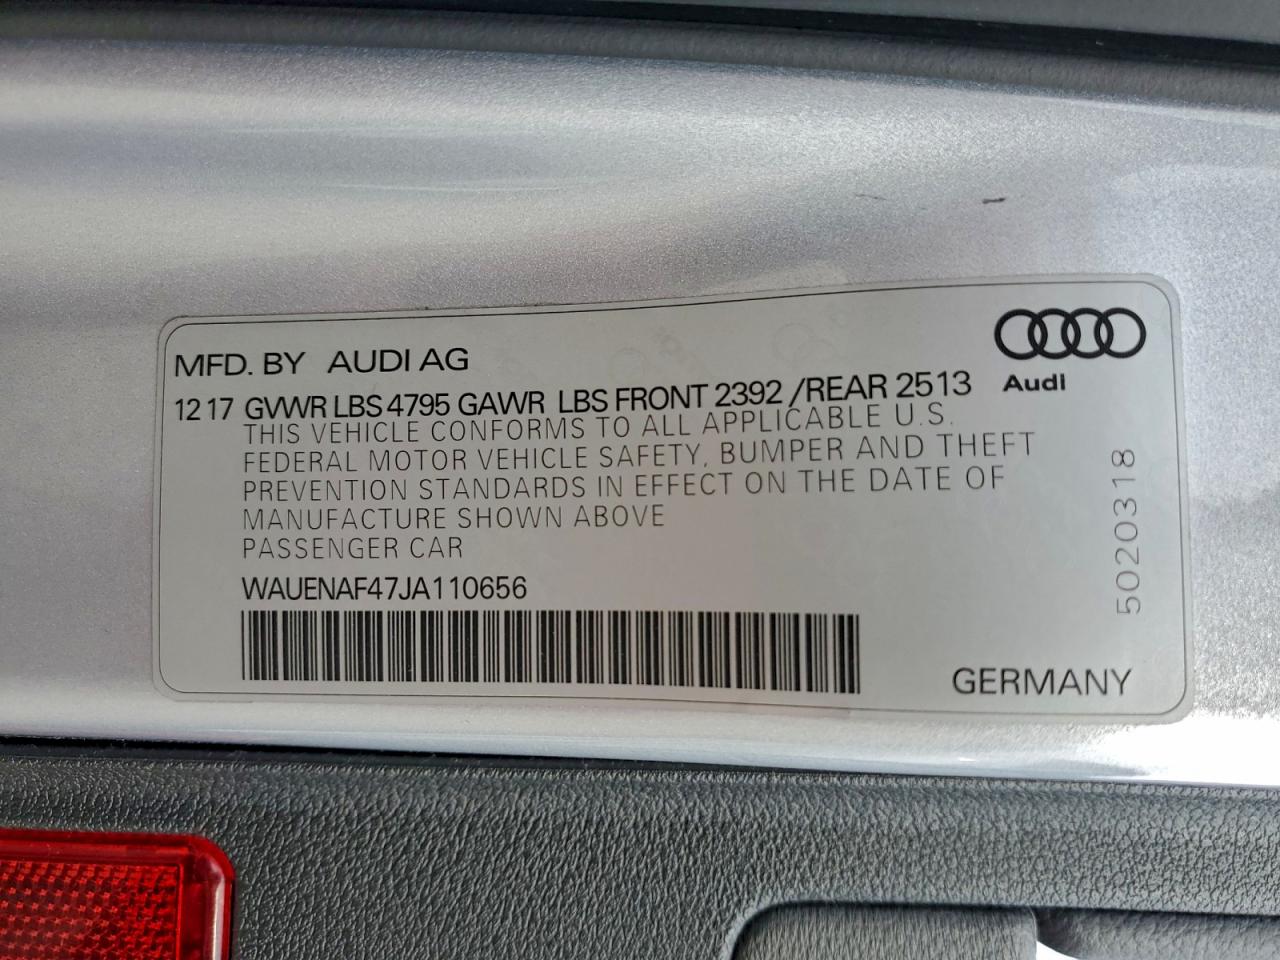 MFD. BY AUDI AG
Audi
12 17 GVWR LBS 4795 GAWR LBS FRONT 2392 /REAR 2513
THIS VEHICLE CONFORMS TO ALL APPLICABLE U.S.
FEDERAL MOTOR VEHICLE SAFETY, BUMPER AND THEFT
PREVENTION STANDARDS IN EFFECT ON THE DATE OF
MANUFACTURE SHOWN ABOVE
PASSENGER CAR
WAUENAF47JA110656
5020318
GERMANY